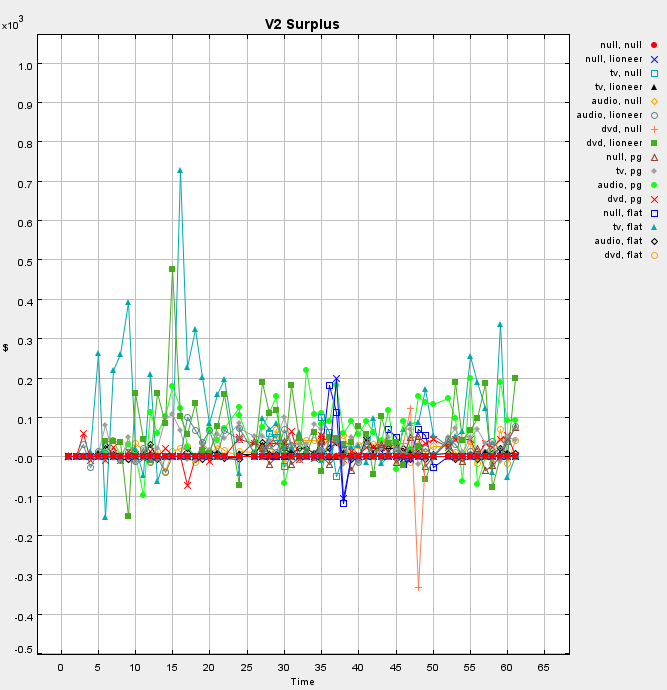 V2 Surplus
×10³
1.0
0.9
0.8
0.7
0.6
0.5
0.4
0.3
0.2
0.1
-0.0
-0.1
-0.2
-0.3
-0.4
-0.5
$
0 5 10 15 20 25 30 35 40 45 50 55 60 65
Time
null, null
null, lioneer
tv, null
tv, lioneer
audio, null
audio, lioneer
dvd, null
dvd, lioneer
null, pg
tv, pg
audio, pg
dvd, pg
null, flat
tv, flat
audio, flat
dvd, flat